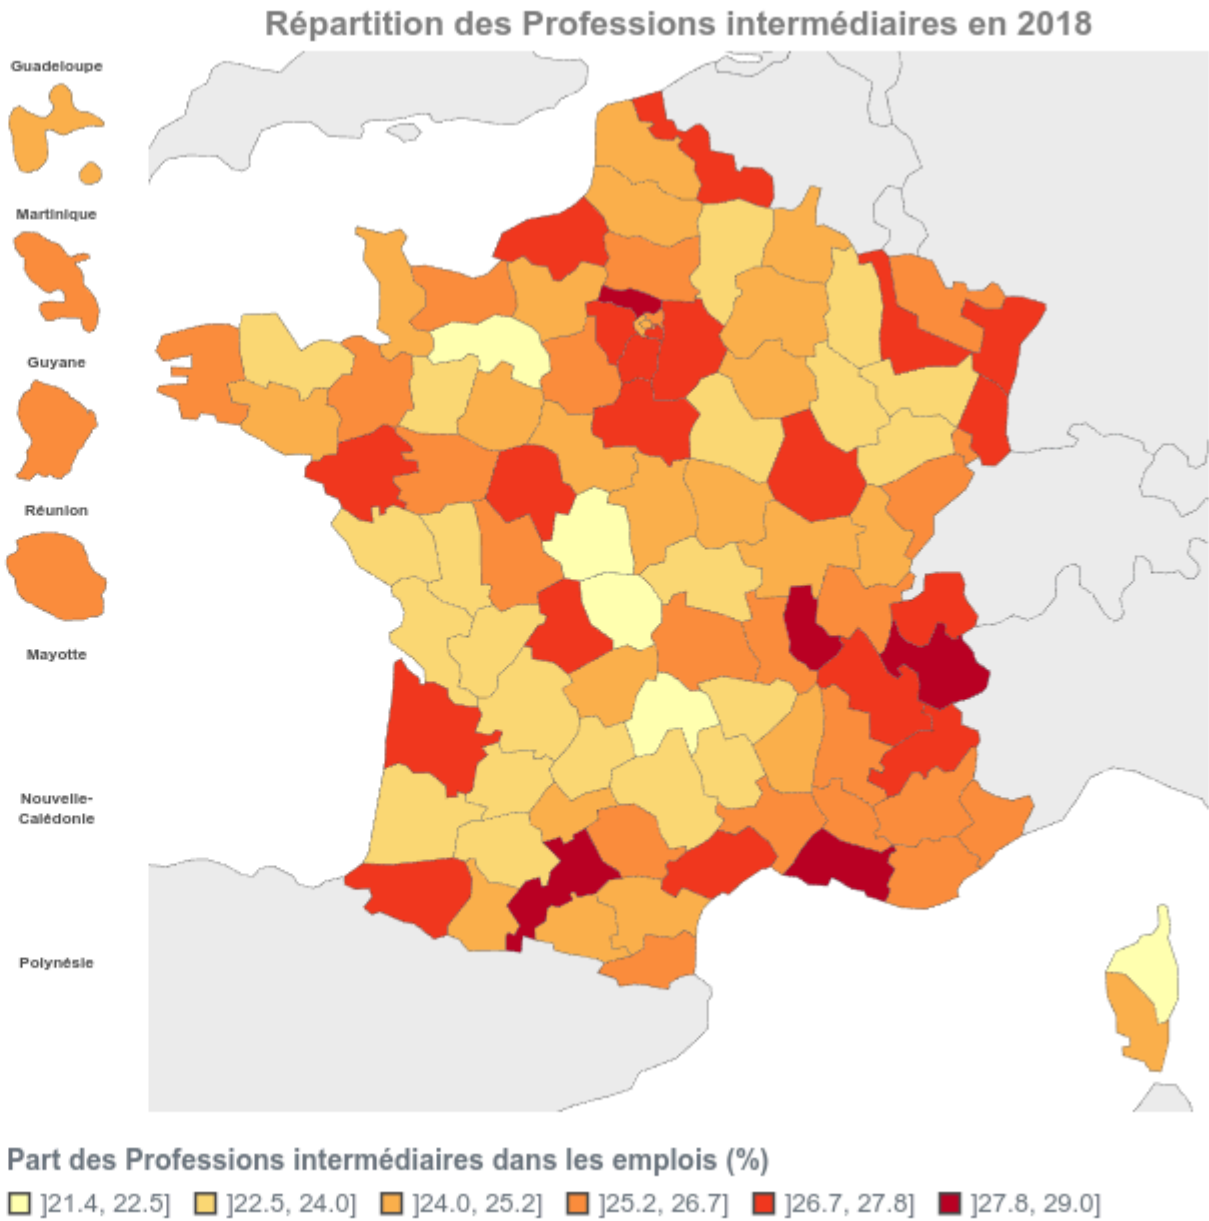 Répartition des Professions intermédiaires en 2018
Guadeloupe
Martinique
Guyane
Réunion
Mayotte
Nouvelle-
Calédonie
Polynésie
Part des Professions intermédiaires dans les emplois (%)
]21.4, 22.5] ]22.5, 24.0] ]24.0, 25.2] ]25.2, 26.7] ]26.7, 27.8] ]27.8, 29.0]